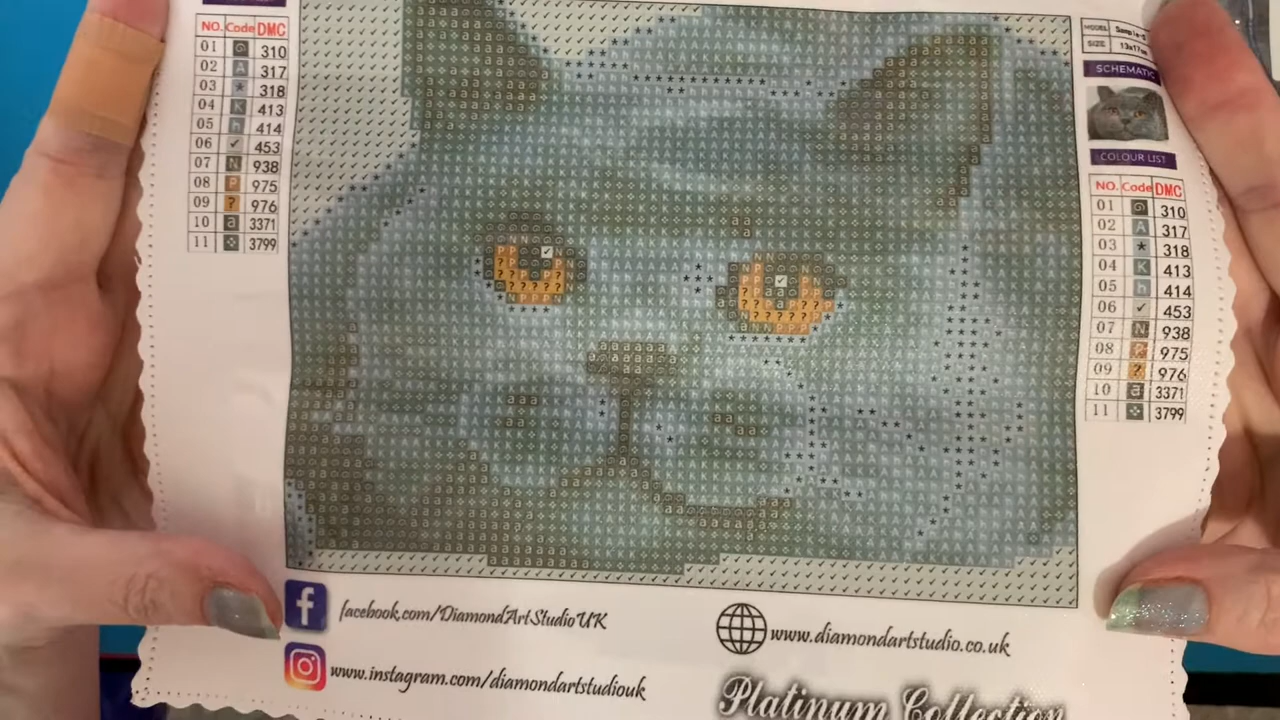 NO. Code DMC
01 310
02 A 317
03 ★ 318
04 K 413
05 h 414
06 ✓ 453
07 N 938
08 P 975
09 ? 976
10 a 3371
11 3799
MODEL
SIZE 13x17
SCHEMATIC
COLOUR LIST
NO. Code DMC
01 310
02 A 317
03 ★ 318
04 K 413
05 h 414
06 ✓ 453
07 N 938
08 P 975
09 ? 976
10 a 3371
11 3799
facebook.com/DiamondArtStudioUK
www.diamondartstudio.co.uk
www.instagram.com/diamondartstudiouk
Platinum Collection